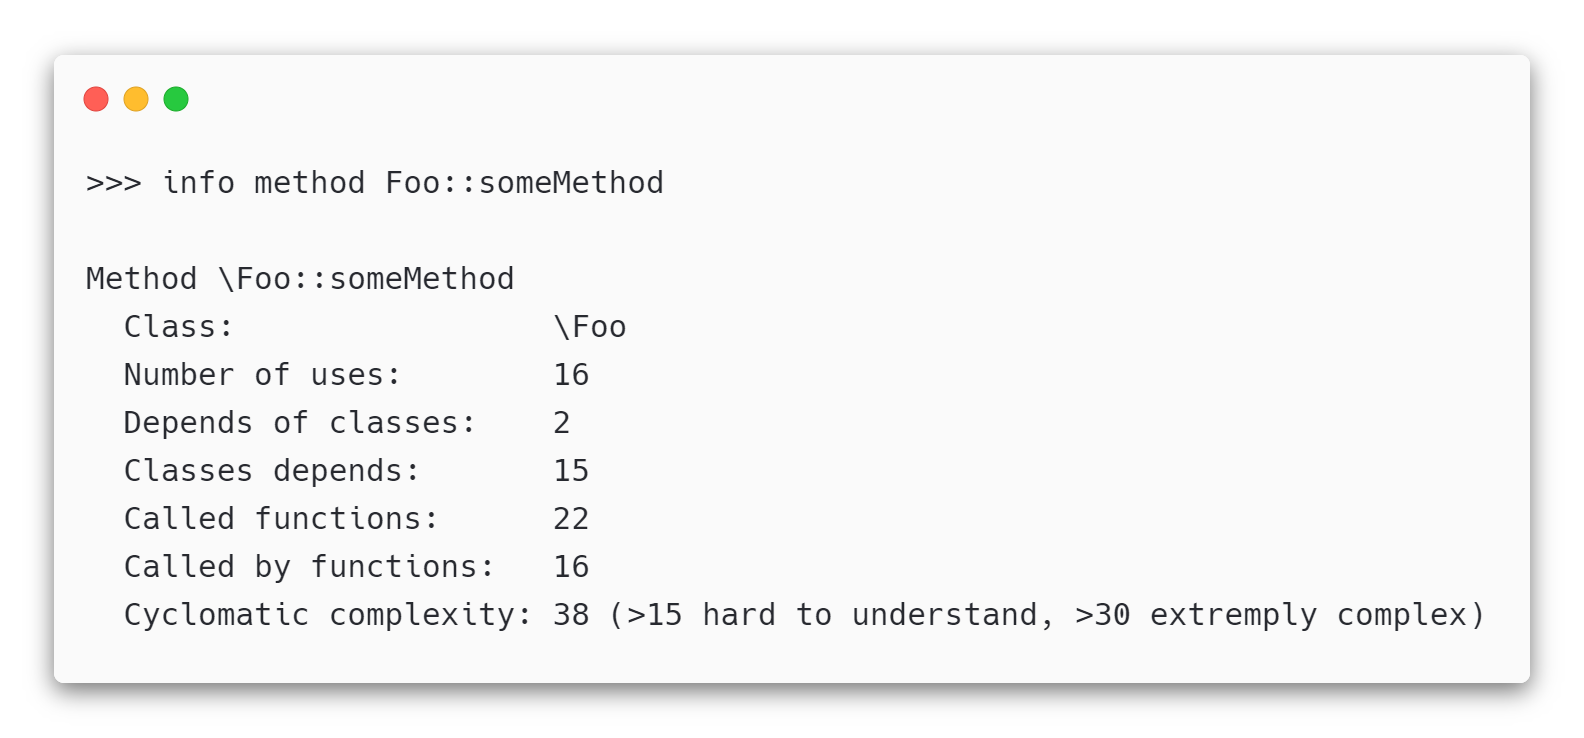 >>> info method Foo::someMethod
Method \Foo::someMethod
Class: \Foo
Number of uses: 16
Depends of classes: 2
Classes depends: 15
Called functions: 22
Called by functions: 16
Cyclomatic complexity: 38 (>15 hard to understand, >30 extremply complex)